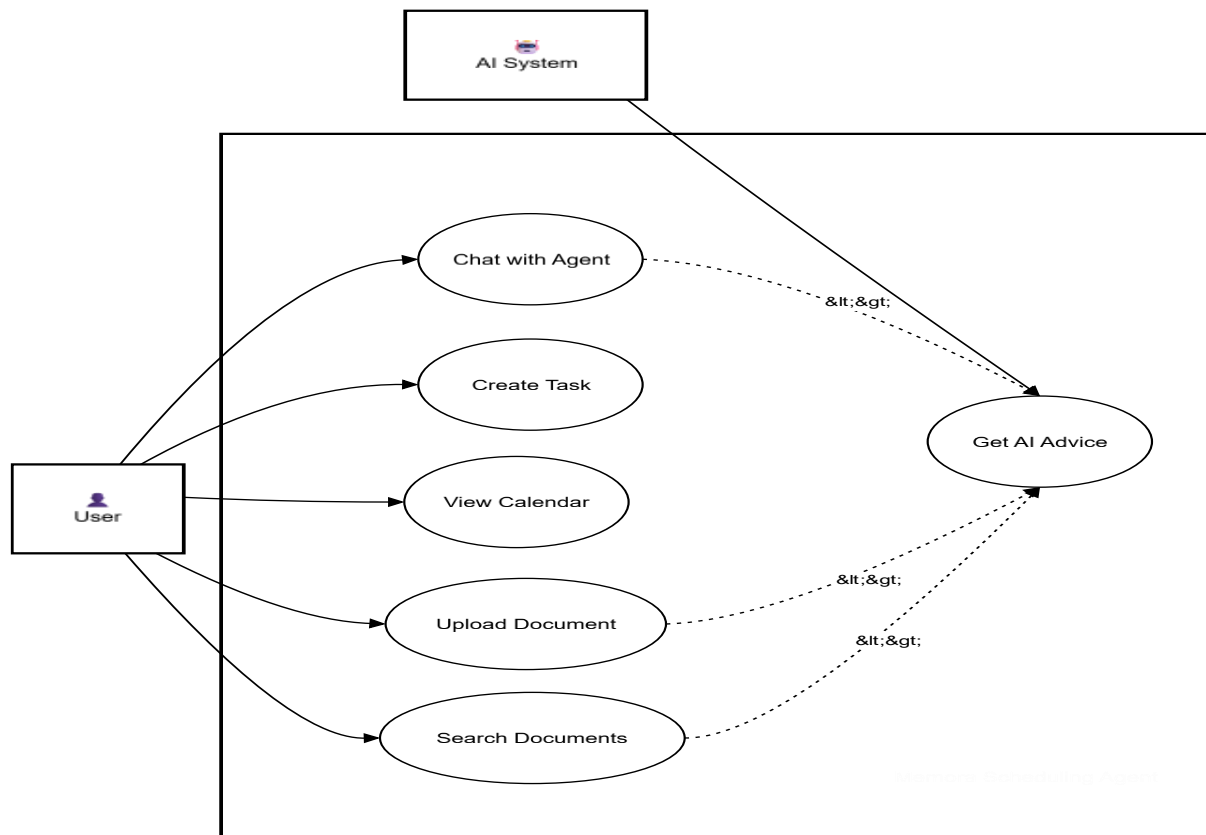 AI System
Chat with Agent
&lt;&gt;
Create Task
Get AI Advice
View Calendar
User
&lt;&gt;
Upload Document
&lt;&gt;
Search Documents